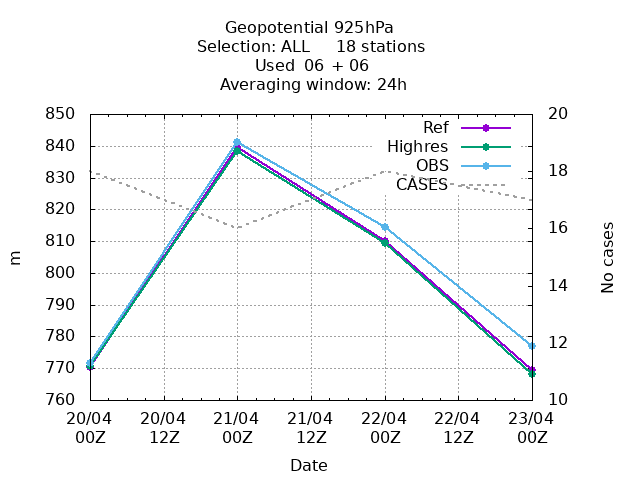 Geopotential 925hPa
Selection: ALL 18 stations
Used 06 + 06
Averaging window: 24h
850
840
830
820
810
800
790
780
770
760
20
18
16
14
12
10
Ref
Highres
OBS
CASES
m
No cases
20/04 20/04 21/04 21/04 22/04 22/04 23/04
00Z 12Z 00Z 12Z 00Z 12Z 00Z
Date